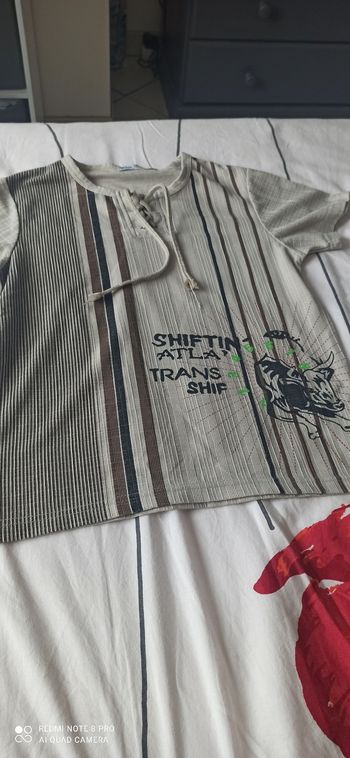 SHIFTIN'
ATLA
TRANS
SHIF
REDMI NOTE 8 PRO
AI QUAD CAMERA